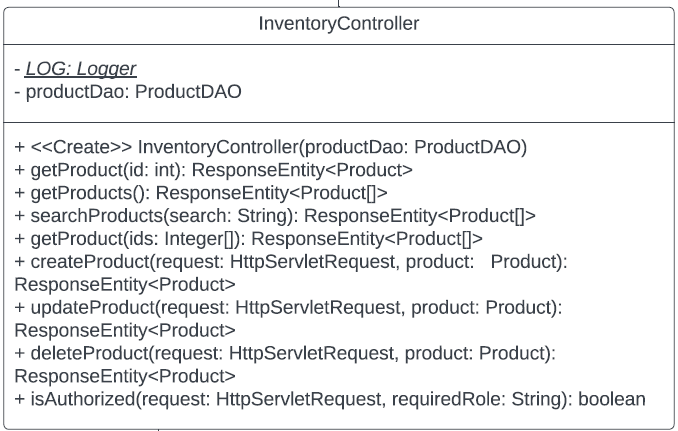 InventoryController
- LOG: Logger
- productDao: ProductDAO
+ <<Create>> InventoryController(productDao: ProductDAO)
+ getProduct(id: int): ResponseEntity<Product>
+ getProducts(): ResponseEntity<Product[]>
+ searchProducts(search: String): ResponseEntity<Product[]>
+ getProduct(ids: Integer[]): ResponseEntity<Product[]>
+ createProduct(request: HttpServletRequest, product:   Product):
ResponseEntity<Product>
+ updateProduct(request: HttpServletRequest, product: Product):
ResponseEntity<Product>
+ deleteProduct(request: HttpServletRequest, product: Product):
ResponseEntity<Product>
+ isAuthorized(request: HttpServletRequest, requiredRole: String): boolean